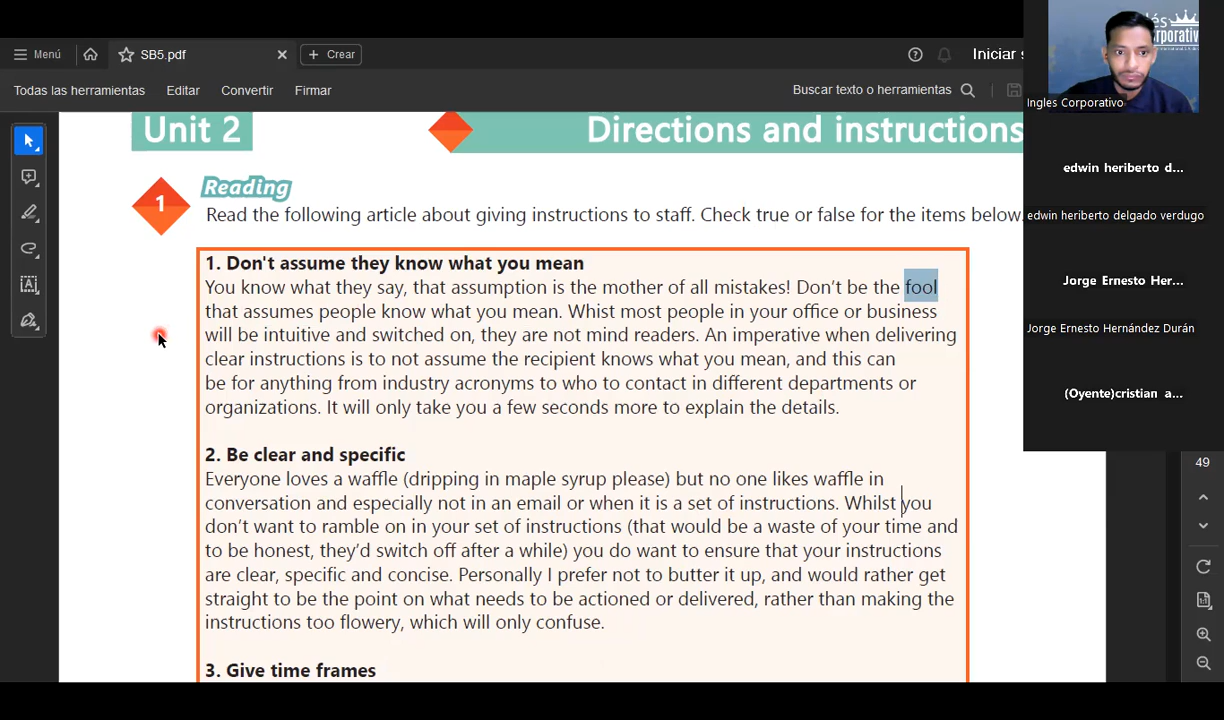 Menú
SB5.pdf
Crear
Iniciar s
Todas las herramientas
Editar
Convertir
Firmar
Buscar texto o herramientas
Unit 2
Directions and instructions
1
Reading
Read the following article about giving instructions to staff. Check true or false for the items below.
1. Don't assume they know what you mean
You know what they say, that assumption is the mother of all mistakes! Don't be the fool
that assumes people know what you mean. Whist most people in your office or business
will be intuitive and switched on, they are not mind readers. An imperative when delivering
clear instructions is to not assume the recipient knows what you mean, and this can
be for anything from industry acronyms to who to contact in different departments or
organizations. It will only take you a few seconds more to explain the details.
2. Be clear and specific
Everyone loves a waffle (dripping in maple syrup please) but no one likes waffle in
conversation and especially not in an email or when it is a set of instructions. Whilst you
don't want to ramble on in your set of instructions (that would be a waste of your time and
to be honest, they'd switch off after a while) you do want to ensure that your instructions
are clear, specific and concise. Personally I prefer not to butter it up, and would rather get
straight to be the point on what needs to be actioned or delivered, rather than making the
instructions too flowery, which will only confuse.
3. Give time frames
és
Corporativ
Ingles Corporativo
edwin heriberto d...
edwin heriberto delgado verdugo
Jorge Ernesto Her...
Jorge Ernesto Hernández Durán
(Oyente)cristian a...
49